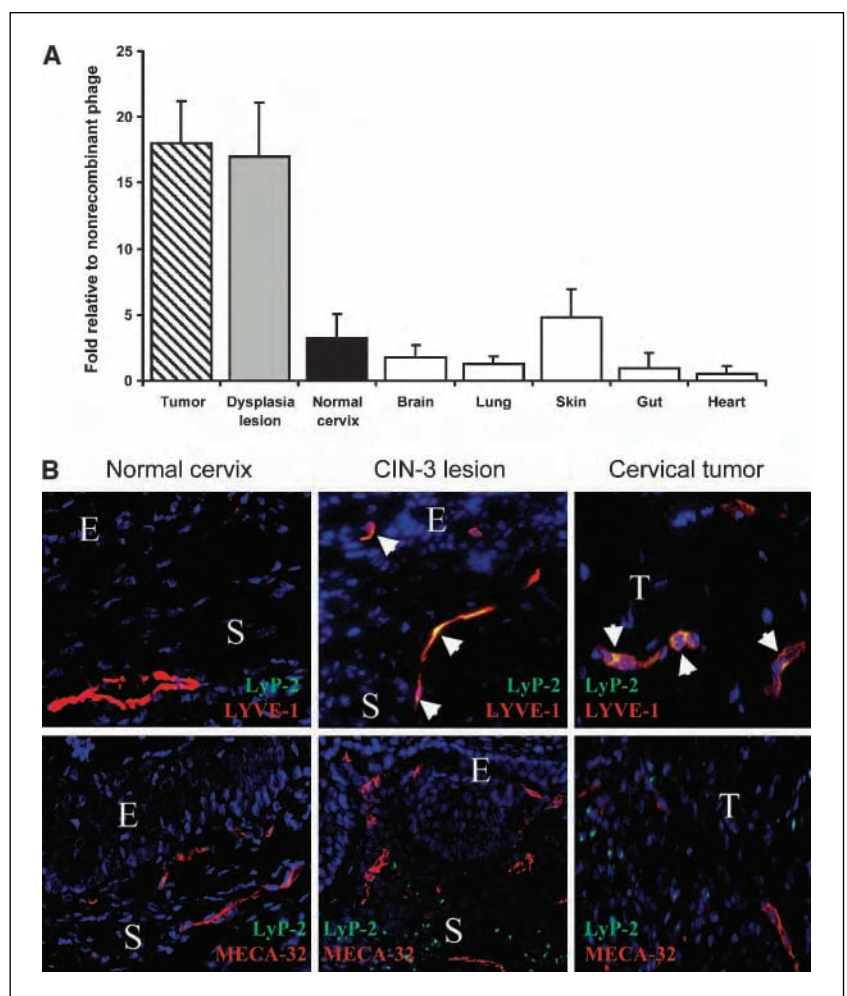 A
Fold relative to nonrecombinant phage
25
20
15
10
5
0
Tumor
Dysplasia
lesion
Normal
cervix
Brain
Lung
Skin
Gut
Heart
B
Normal cervix
CIN-3 lesion
Cervical tumor
E
S
LyP-2
LYVE-1
E
S
LyP-2
LYVE-1
T
LyP-2
LYVE-1
E
S
LyP-2
MECA-32
E
S
LyP-2
MECA-32
T
LyP-2
MECA-32